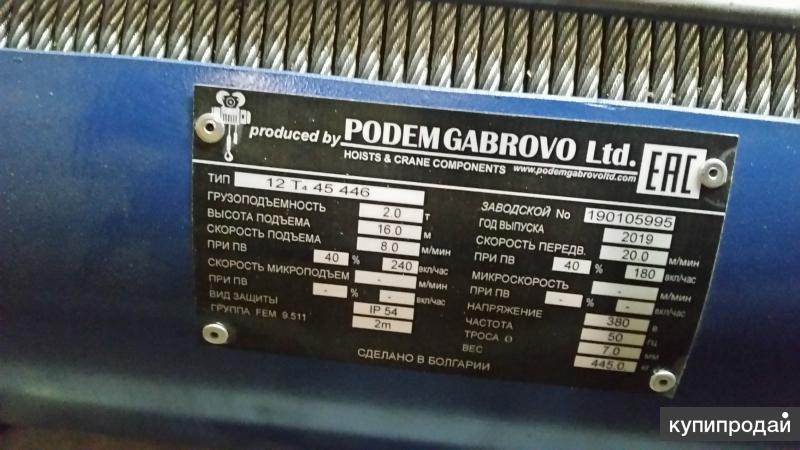 produced by PODEM GABROVO Ltd.
HOISTS & CRANE COMPONENTS www.podemgabrovoltd.com
EAC
ТИП 12 T₄ 45 446
ГРУЗОПОДЪЕМНОСТЬ 2.0 т
ВЫСОТА ПОДЪЕМА 16.0 м
СКОРОСТЬ ПОДЪЕМА 8.0 м/мин
ПРИ ПВ 40 % 240 вкл/час
СКОРОСТЬ МИКРОПОДЪЕМ - м/мин
ПРИ ПВ - % - вкл/час
ВИД ЗАЩИТЫ IP 54
ГРУППА FEM 9.511 2m
ЗАВОДСКОЙ No 190105995
ГОД ВЫПУСКА 2019
СКОРОСТЬ ПЕРЕДВ. 20.0 м/мин
ПРИ ПВ 40 % 180 вкл/час
МИКРОСКОРОСТЬ - м/мин
ПРИ ПВ - % - вкл/час
НАПРЯЖЕНИЕ 380 в
ЧАСТОТА 50 гц
ТРОСА Ø 7.0 мм
ВЕС 445.0 кг
СДЕЛАНО В БОЛГАРИИ
купипродай